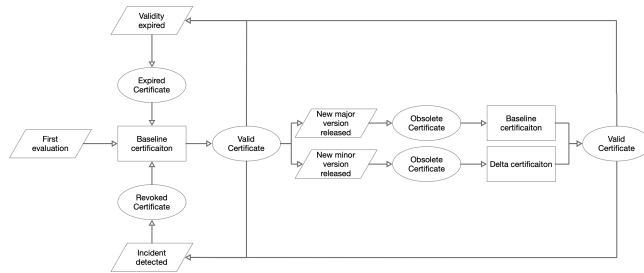 Validity
expired
Expired
Certificate
First
evaluation
Baseline
certificaiton
Valid
Certificate
New major
version
released
Obsolete
Certificate
Baseline
certificaiton
New minor
version
released
Obsolete
Certificate
Delta certificaiton
Valid
Certificate
Revoked
Certificate
Incident
detected